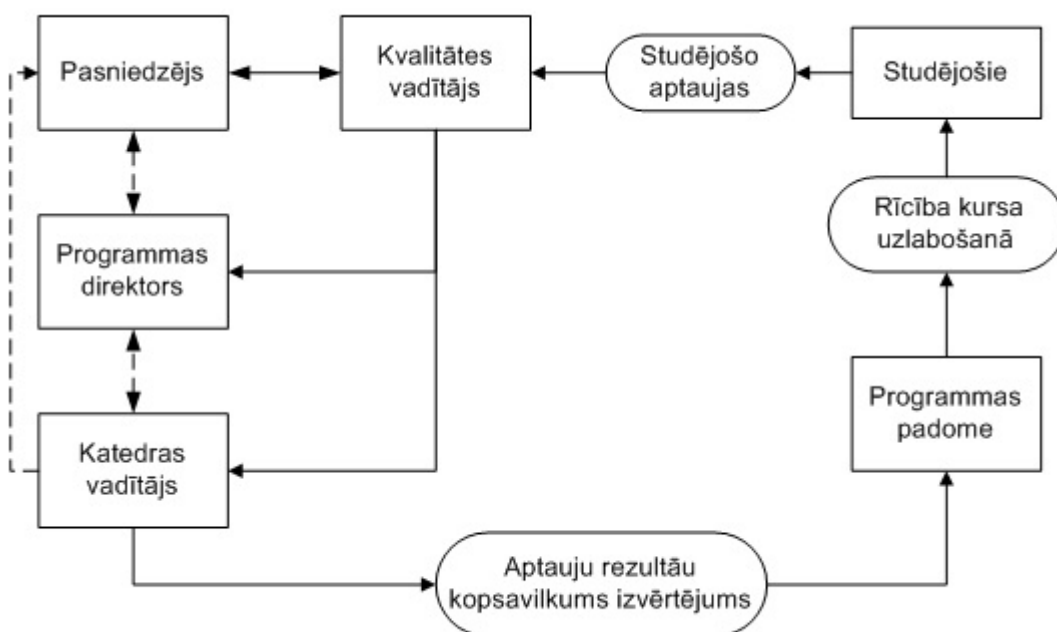 Pasniedzējs
Kvalitātes
vadītājs
Studējošo
aptaujas
Studējošie
Programmas
direktors
Rīcība kursa
uzlabošanā
Katedras
vadītājs
Programmas
padome
Aptauju rezultāu
kopsavilkums izvērtējums